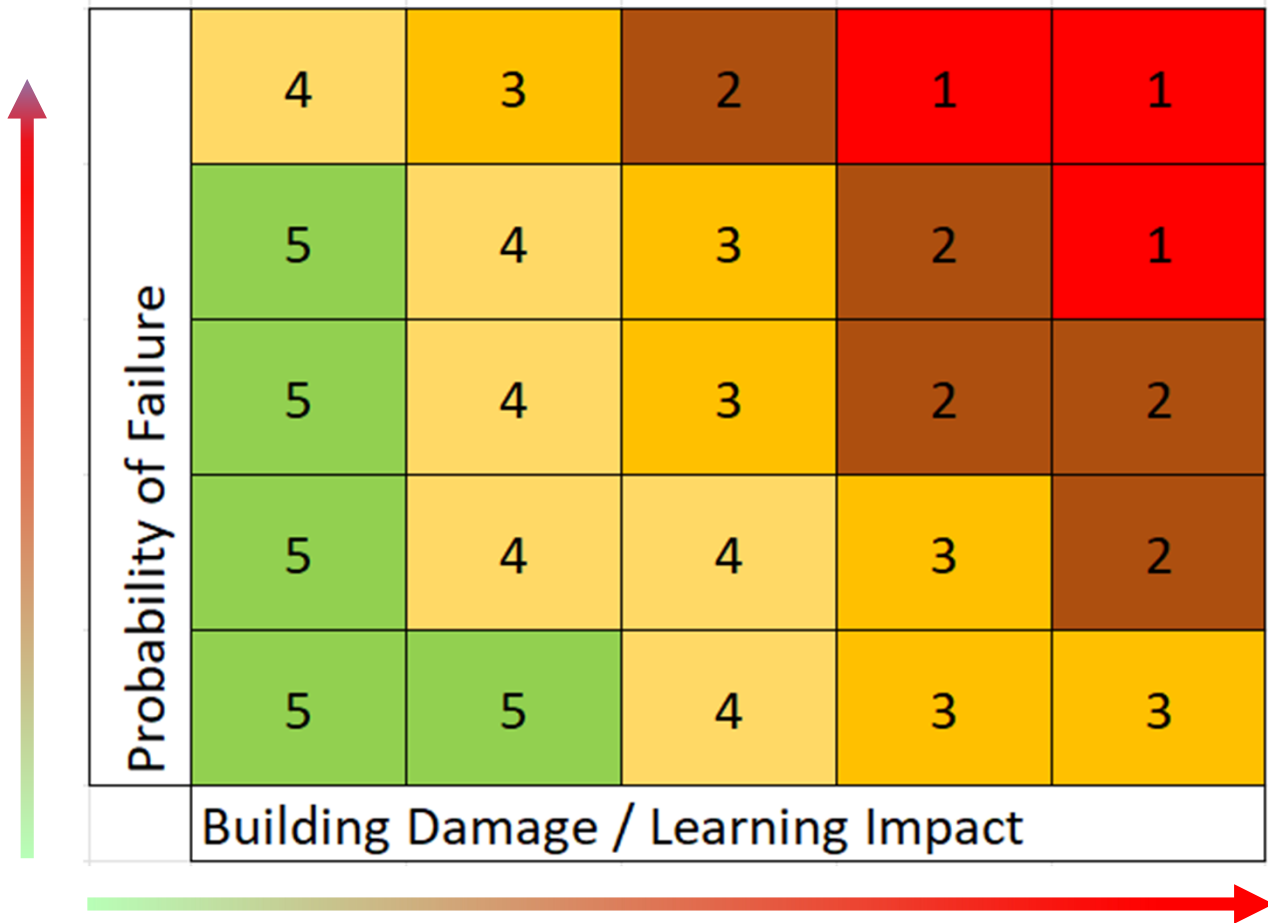 Probability of Failure
4 3 2 1 1
5 4 3 2 1
5 4 3 2 2
5 4 4 3 2
5 5 4 3 3
Building Damage / Learning Impact